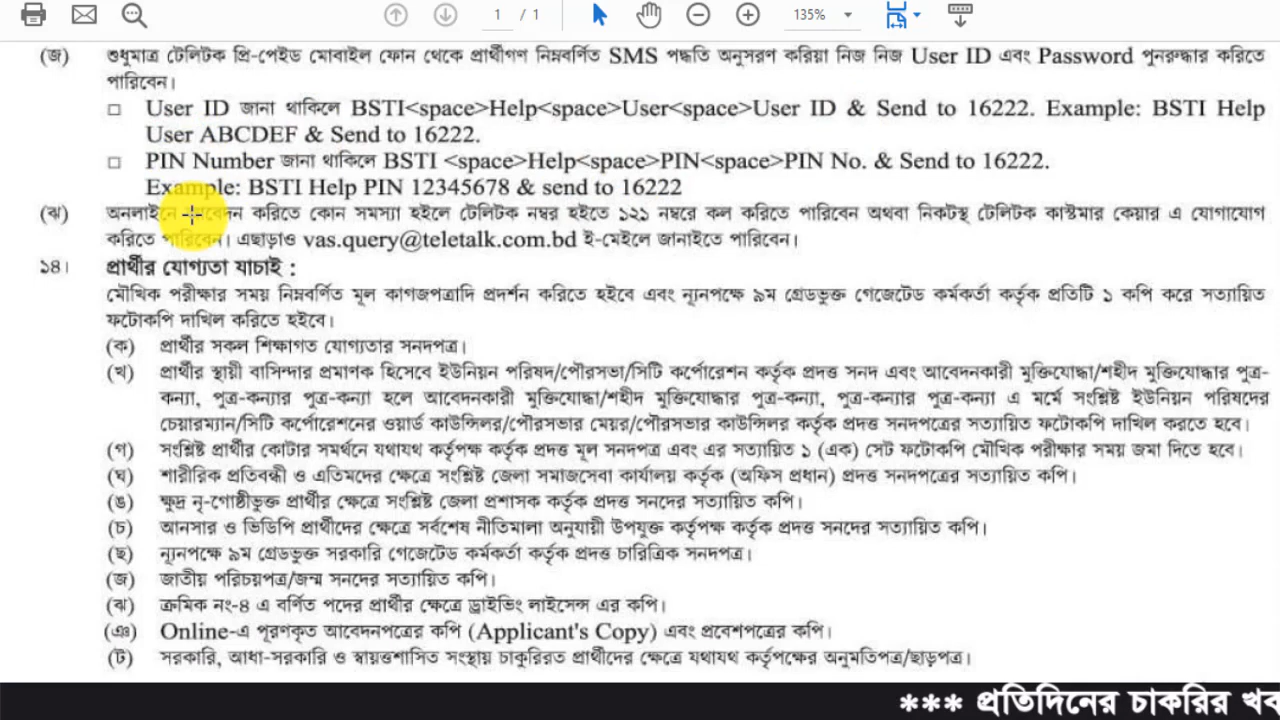 1 / 1
135%
(জ) শুধুমাত্র টেলিটক প্রি-পেইড মোবাইল ফোন থেকে প্রার্থীগণ নিম্নবর্ণিত SMS পদ্ধতি অনুসরণ করিয়া নিজ নিজ User ID এবং Password পুনরুদ্ধার করিতে
পারিবেন।
□ User ID জানা থাকিলে BSTI<space>Help<space>User<space>User ID & Send to 16222. Example: BSTI Help
User ABCDEF & Send to 16222.
□ PIN Number জানা থাকিলে BSTI <space>Help<space>PIN<space>PIN No. & Send to 16222.
Example: BSTI Help PIN 12345678 & send to 16222
(ঝ) অনলাইনে আবেদন করিতে কোন সমস্যা হইলে টেলিটক নম্বর হইতে ১২১ নম্বরে কল করিতে পারিবেন অথবা নিকটস্থ টেলিটক কাস্টমার কেয়ার এ যোগাযোগ
করিতে পারিবেন। এছাড়াও vas.query@teletalk.com.bd ই-মেইলে জানাইতে পারিবেন।
১৪। প্রার্থীর যোগ্যতা যাচাই :
মৌখিক পরীক্ষার সময় নিম্নবর্ণিত মূল কাগজপত্রাদি প্রদর্শন করিতে হইবে এবং ন্যূনপক্ষে ৯ম গ্রেডভুক্ত গেজেটেড কর্মকর্তা কর্তৃক প্রতিটি ১ কপি করে সত্যায়িত
ফটোকপি দাখিল করিতে হইবে।
(ক) প্রার্থীর সকল শিক্ষাগত যোগ্যতার সনদপত্র।
(খ) প্রার্থীর স্থায়ী বাসিন্দার প্রমাণক হিসেবে ইউনিয়ন পরিষদ/পৌরসভা/সিটি কর্পোরেশন কর্তৃক প্রদত্ত সনদ এবং আবেদনকারী মুক্তিযোদ্ধা/শহীদ মুক্তিযোদ্ধার পুত্র-
কন্যা, পুত্র-কন্যার পুত্র-কন্যা হলে আবেদনকারী মুক্তিযোদ্ধা/শহীদ মুক্তিযোদ্ধার পুত্র-কন্যা, পুত্র-কন্যার পুত্র-কন্যা এ মর্মে সংশ্লিষ্ট ইউনিয়ন পরিষদের
চেয়ারম্যান/সিটি কর্পোরেশনের ওয়ার্ড কাউন্সিলর/পৌরসভার মেয়র/পৌরসভার কাউন্সিলর কর্তৃক প্রদত্ত সনদপত্রের সত্যায়িত ফটোকপি দাখিল করতে হবে।
(গ) সংশ্লিষ্ট প্রার্থীর কোটার সমর্থনে যথাযথ কর্তৃপক্ষ কর্তৃক প্রদত্ত মূল সনদপত্র এবং এর সত্যায়িত ১ (এক) সেট ফটোকপি মৌখিক পরীক্ষার সময় জমা দিতে হবে।
(ঘ) শারীরিক প্রতিবন্ধী ও এতিমদের ক্ষেত্রে সংশ্লিষ্ট জেলা সমাজসেবা কার্যালয় কর্তৃক (অফিস প্রধান) প্রদত্ত সনদপত্রের সত্যায়িত কপি।
(ঙ) ক্ষুদ্র নৃ-গোষ্ঠীভুক্ত প্রার্থীর ক্ষেত্রে সংশ্লিষ্ট জেলা প্রশাসক কর্তৃক প্রদত্ত সনদের সত্যায়িত কপি।
(চ) আনসার ও ভিডিপি প্রার্থীদের ক্ষেত্রে সর্বশেষ নীতিমালা অনুযায়ী উপযুক্ত কর্তৃপক্ষ কর্তৃক প্রদত্ত সনদের সত্যায়িত কপি।
(ছ) ন্যূনপক্ষে ৯ম গ্রেডভুক্ত সরকারি গেজেটেড কর্মকর্তা কর্তৃক প্রদত্ত চারিত্রিক সনদপত্র।
(জ) জাতীয় পরিচয়পত্র/জন্ম সনদের সত্যায়িত কপি।
(ঝ) ক্রমিক নং-৪ এ বর্ণিত পদের প্রার্থীর ক্ষেত্রে ড্রাইভিং লাইসেন্স এর কপি।
(ঞ) Online-এ পূরণকৃত আবেদনপত্রের কপি (Applicant's Copy) এবং প্রবেশপত্রের কপি।
(ট) সরকারি, আধা-সরকারি ও স্বায়ত্তশাসিত সংস্থায় চাকুরিরত প্রার্থীদের ক্ষেত্রে যথাযথ কর্তৃপক্ষের অনুমতিপত্র/ছাড়পত্র।
*** প্রতিদিনের চাকরির খব